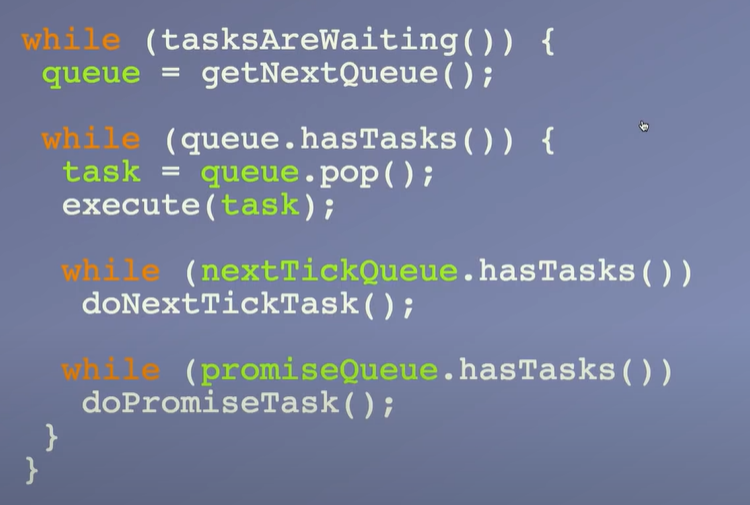 while (tasksAreWaiting()) {
queue = getNextQueue();
while (queue.hasTasks()) {
task = queue.pop();
execute(task);
while (nextTickQueue.hasTasks())
doNextTickTask();
while (promiseQueue.hasTasks())
doPromiseTask();
}
}